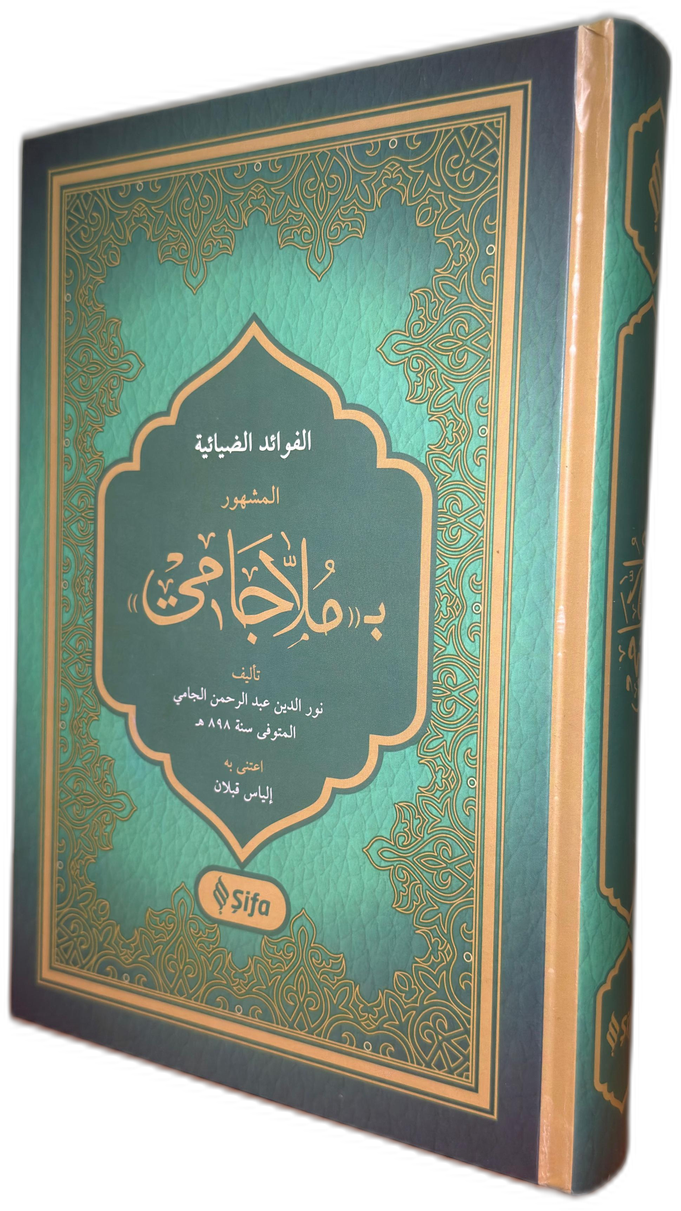 الفوائد الضيائية
المشهور
بـ «مُلاَّ جَامِيْ»
تأليف
نور الدين عبد الرحمن الجامي
المتوفى سنة ٨٩٨ هـ
اعتنى به
إلياس قبلان
Şifa